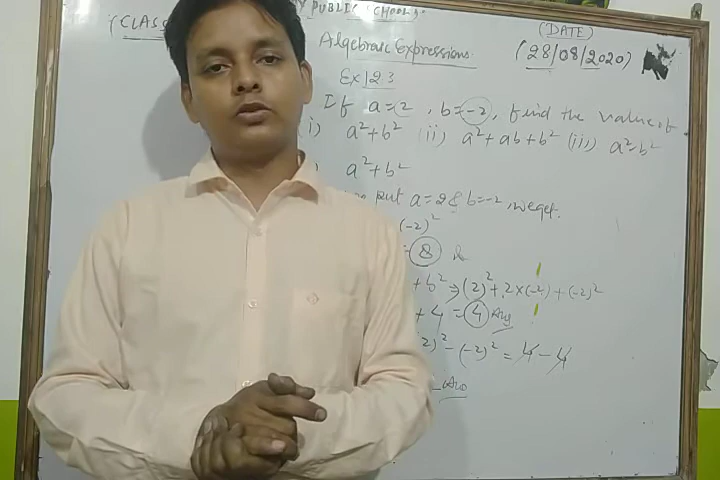 (CLASS PUBLIC SCHOOL) (DATE)
Algebraic Expressions (28/08/2020)
Ex 12.3
If a=2, b=-2, find the value of
i) a²+b² (ii) a²+ab+b² (iii) a²-b²
a²+b²
put a=2 & b=-2, we get.
(-2)²
= 8
+ b² ⇒ (2)²+2×(-2)+(-2)²
+ 4 = 4 Ans
2)² - (-2)² = 4 - 4
Ans